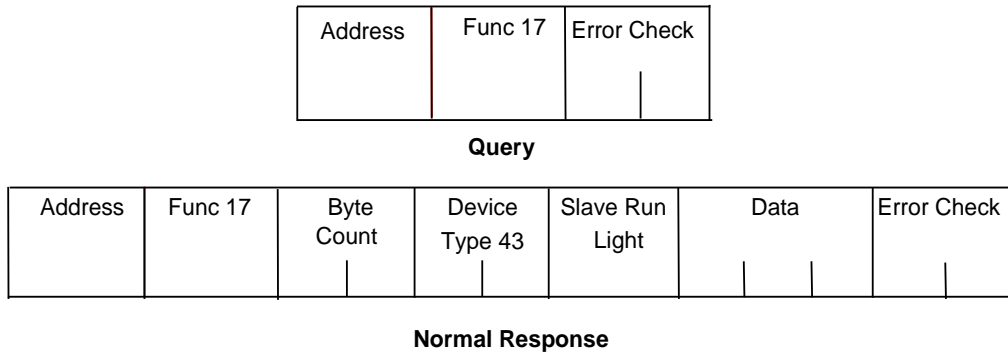 Address Func 17 Error Check
Query
Address Func 17 Byte Count Device Type 43 Slave Run Light Data Error Check
Normal Response